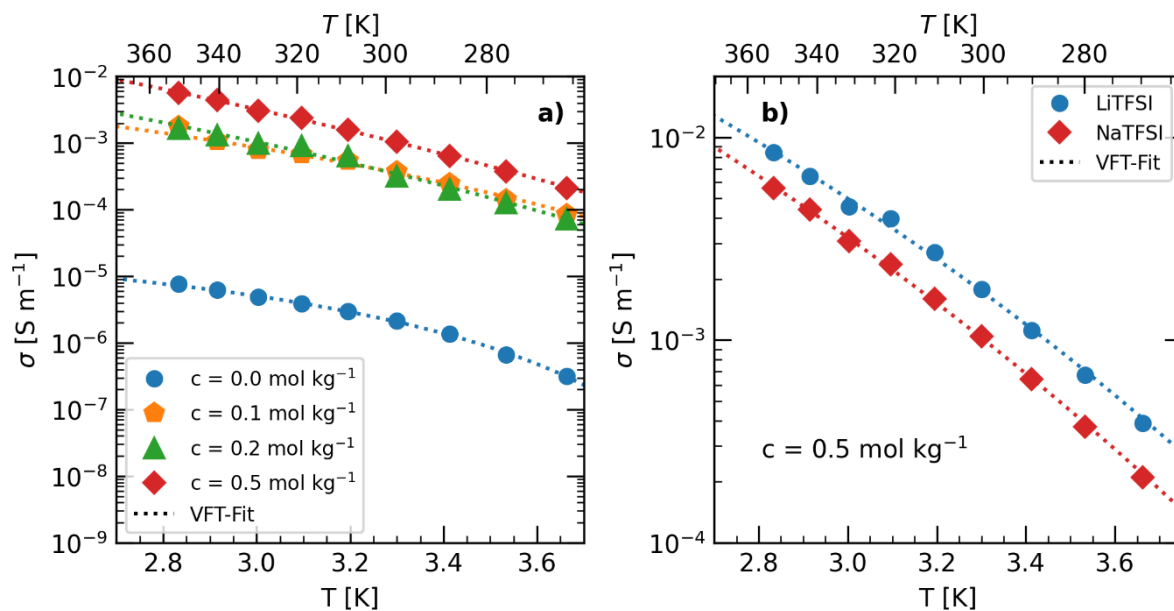 T [K]
360 340 320 300 280
10⁻²
10⁻³
10⁻⁴
10⁻⁵
10⁻⁶
10⁻⁷
10⁻⁸
10⁻⁹
σ [S m⁻¹]
a)
c = 0.0 mol kg⁻¹
c = 0.1 mol kg⁻¹
c = 0.2 mol kg⁻¹
c = 0.5 mol kg⁻¹
VFT-Fit
2.8 3.0 3.2 3.4 3.6
T [K]
T [K]
360 340 320 300 280
10⁻²
10⁻³
10⁻⁴
σ [S m⁻¹]
b)
LiTFSI
NaTFSI
VFT-Fit
c = 0.5 mol kg⁻¹
2.8 3.0 3.2 3.4 3.6
T [K]